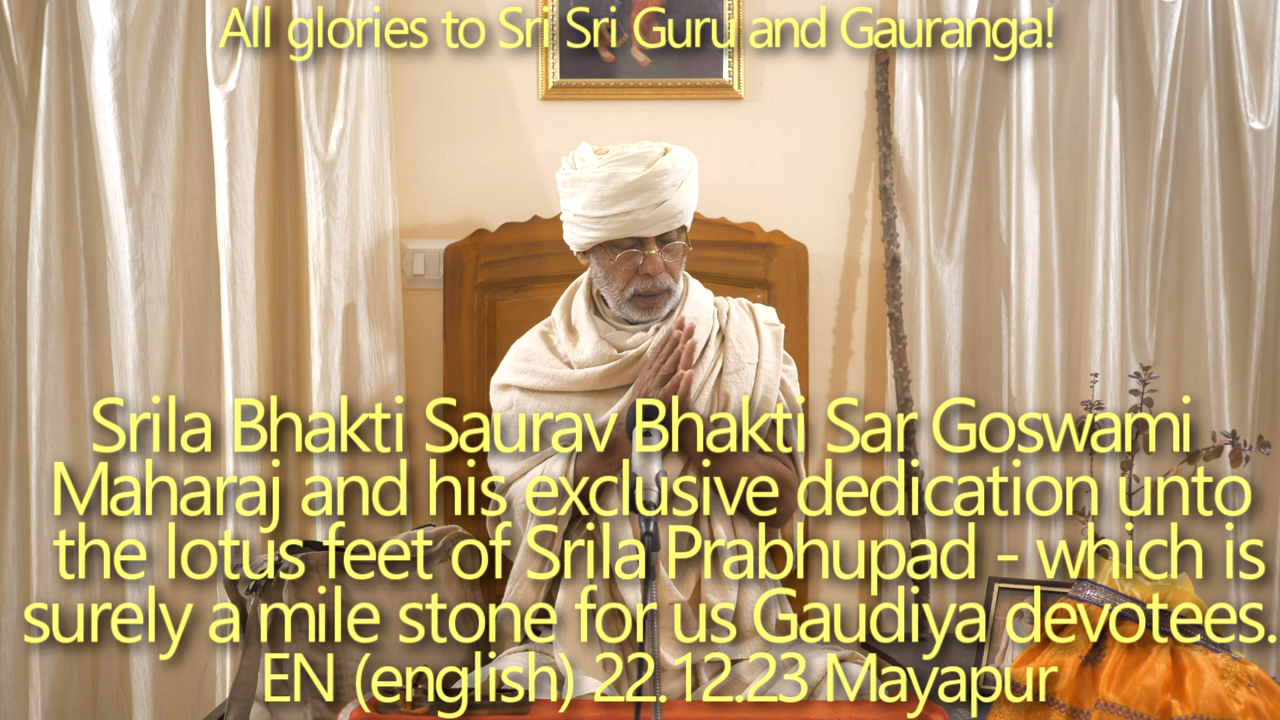 All glories to Sri Sri Guru and Gauranga!
Srila Bhakti Saurav Bhakti Sar Goswami
Maharaj and his exclusive dedication unto
the lotus feet of Srila Prabhupad - which is
surely a mile stone for us Gaudiya devotees.
EN (english) 22.12.23 Mayapur